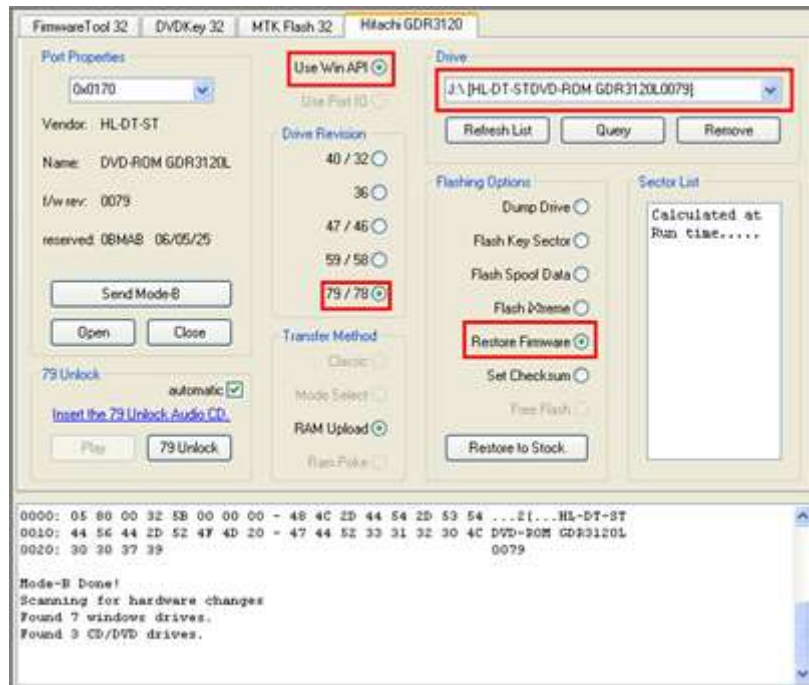 FirmwareTool 32   DVDKey 32   MTK Flash 32   Hitachi GDR3120
Port Properties
0x0170
Vendor: HL-DT-ST
Name: DVD-ROM GDR3120L
f/w rev: 0079
reserved: 0BMAB 06/05/25
Send Mode-B
Open   Close
79 Unlock
automatic
Insert the 79 Unlock Audio CD.
Play   79 Unlock
Use Win API
Use Port IO
Drive Revision
40 / 32
36
47 / 46
59 / 58
79 / 78
Transfer Method
Classic
Mode Select
RAM Upload
Ram Poke
Drive
J:\ [HL-DT-STDVD-ROM GDR3120L0079]
Refresh List   Query   Remove
Flashing Options
Dump Drive
Flash Key Sector
Flash Spoof Data
Flash iXtreme
Restore Firmware
Set Checksum
Free Flash
Restore to Stock
Sector List
Calculated at
Run time.....
0000: 05 80 00 32 5B 00 00 00 - 48 4C 2D 44 54 2D 53 54 ...2[...HL-DT-ST
0010: 44 56 44 2D 52 4F 4D 20 - 47 44 52 33 31 32 30 4C DVD-ROM GDR3120L
0020: 30 30 37 39 0079
Mode-B Done!
Scanning for hardware changes
Found 7 windows drives.
Found 3 CD/DVD drives.